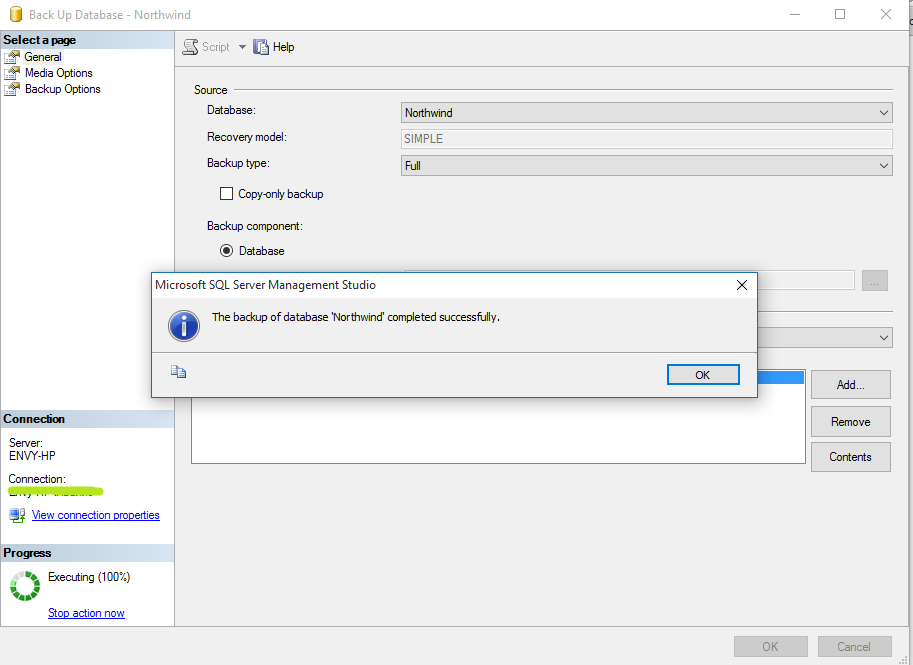 Back Up Database - Northwind
Select a page
General
Media Options
Backup Options
Script Help
Source
Database: Northwind
Recovery model: SIMPLE
Backup type: Full
Copy-only backup
Backup component:
Database
...
Microsoft SQL Server Management Studio
The backup of database 'Northwind' completed successfully.
OK
Add...
Remove
Contents
Connection
Server:
ENVY-HP
Connection:
View connection properties
Progress
Executing (100%)
Stop action now
OK Cancel